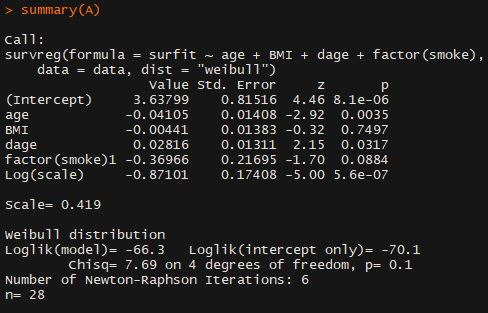 > summary(A)
Call:
survreg(formula = surfit ~ age + BMI + dage + factor(smoke),
    data = data, dist = "weibull")
                  Value Std. Error     z       p
(Intercept)     3.63799    0.81516  4.46 8.1e-06
age            -0.04105    0.01408 -2.92  0.0035
BMI            -0.00441    0.01383 -0.32  0.7497
dage            0.02816    0.01311  2.15  0.0317
factor(smoke)1 -0.36966    0.21695 -1.70  0.0884
Log(scale)     -0.87101    0.17408 -5.00 5.6e-07
Scale= 0.419
Weibull distribution
Loglik(model)= -66.3   Loglik(intercept only)= -70.1
        Chisq= 7.69 on 4 degrees of freedom, p= 0.1
Number of Newton-Raphson Iterations: 6
n= 28